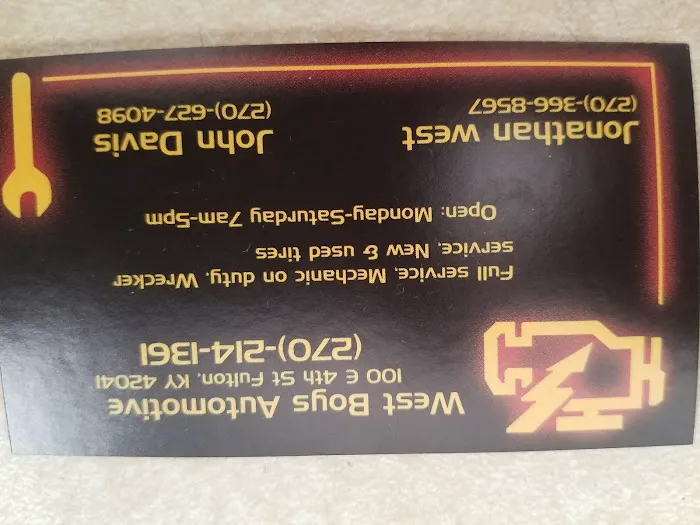 West Boys Automotive
100 E 4th St Fulton, KY 42041
(270)-214-1361
Full service, Mechanic on duty, Wrecker
service, New & used tires
Open: Monday-Saturday 7am-5pm
Jonathan west
(270)-366-8567
John Davis
(270)-627-4098